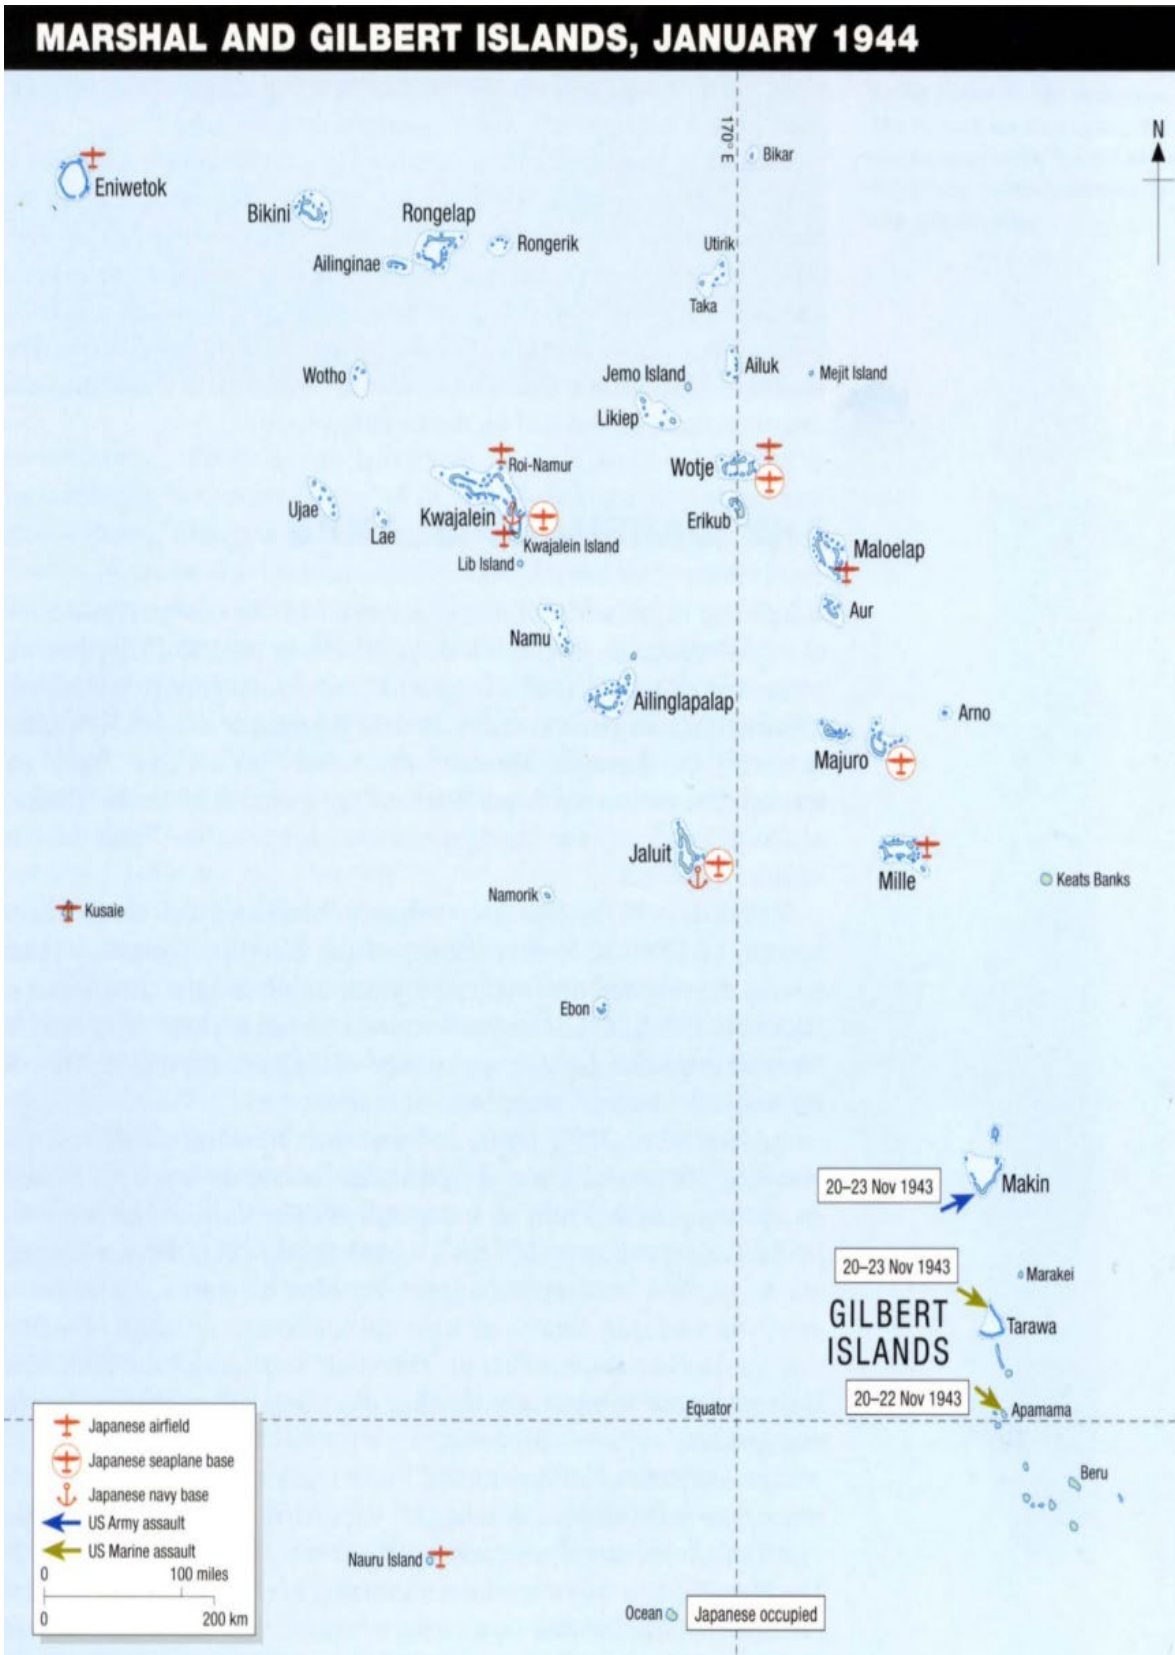 MARSHAL AND GILBERT ISLANDS, JANUARY 1944
170° E
N
Bikar
Eniwetok
Bikini
Rongelap
Rongerik
Ailinginae
Utirik
Taka
Wotho
Jemo Island
Ailuk
Mejit Island
Likiep
Roi-Namur
Wotje
Ujae
Lae
Kwajalein
Kwajalein Island
Lib Island
Erikub
Maloelap
Aur
Namu
Ailinglapalap
Arno
Majuro
Jaluit
Mille
Keats Banks
Namorik
Kusaie
Ebon
20–23 Nov 1943
Makin
20–23 Nov 1943
Marakei
GILBERT
ISLANDS
Tarawa
20–22 Nov 1943
Apamama
Equator
Beru
Japanese airfield
Japanese seaplane base
Japanese navy base
US Army assault
US Marine assault
0 100 miles
0 200 km
Nauru Island
Ocean
Japanese occupied